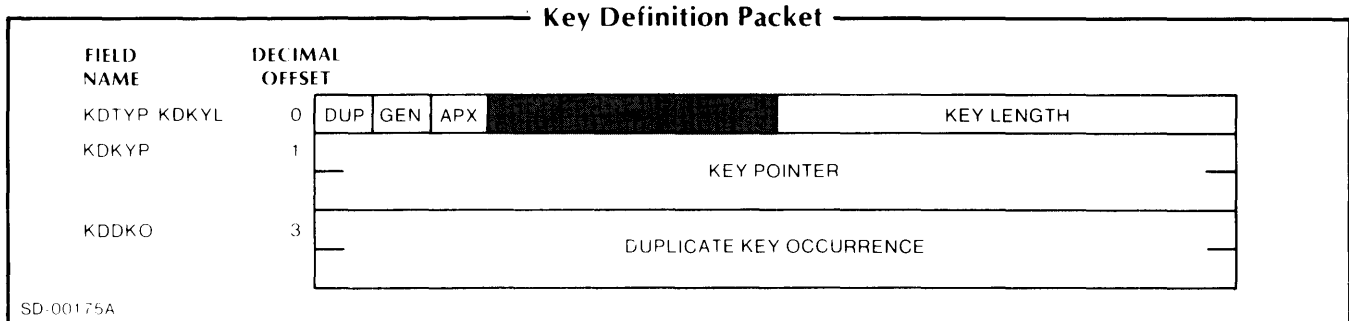 Key Definition Packet
FIELD NAME DECIMAL OFFSET
KDTYP KDKYL 0 DUP GEN APX KEY LENGTH
KDKYP 1 KEY POINTER
KDDKO 3 DUPLICATE KEY OCCURRENCE
SD-00175A